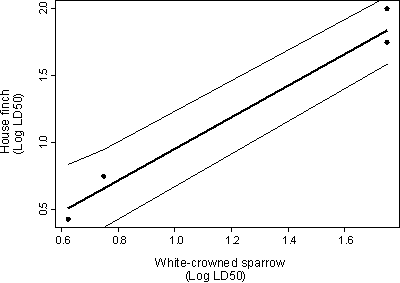 2.0
1.5
1.0
0.5
House finch
(Log LD50)
0.6 0.8 1.0 1.2 1.4 1.6
White-crowned sparrow
(Log LD50)